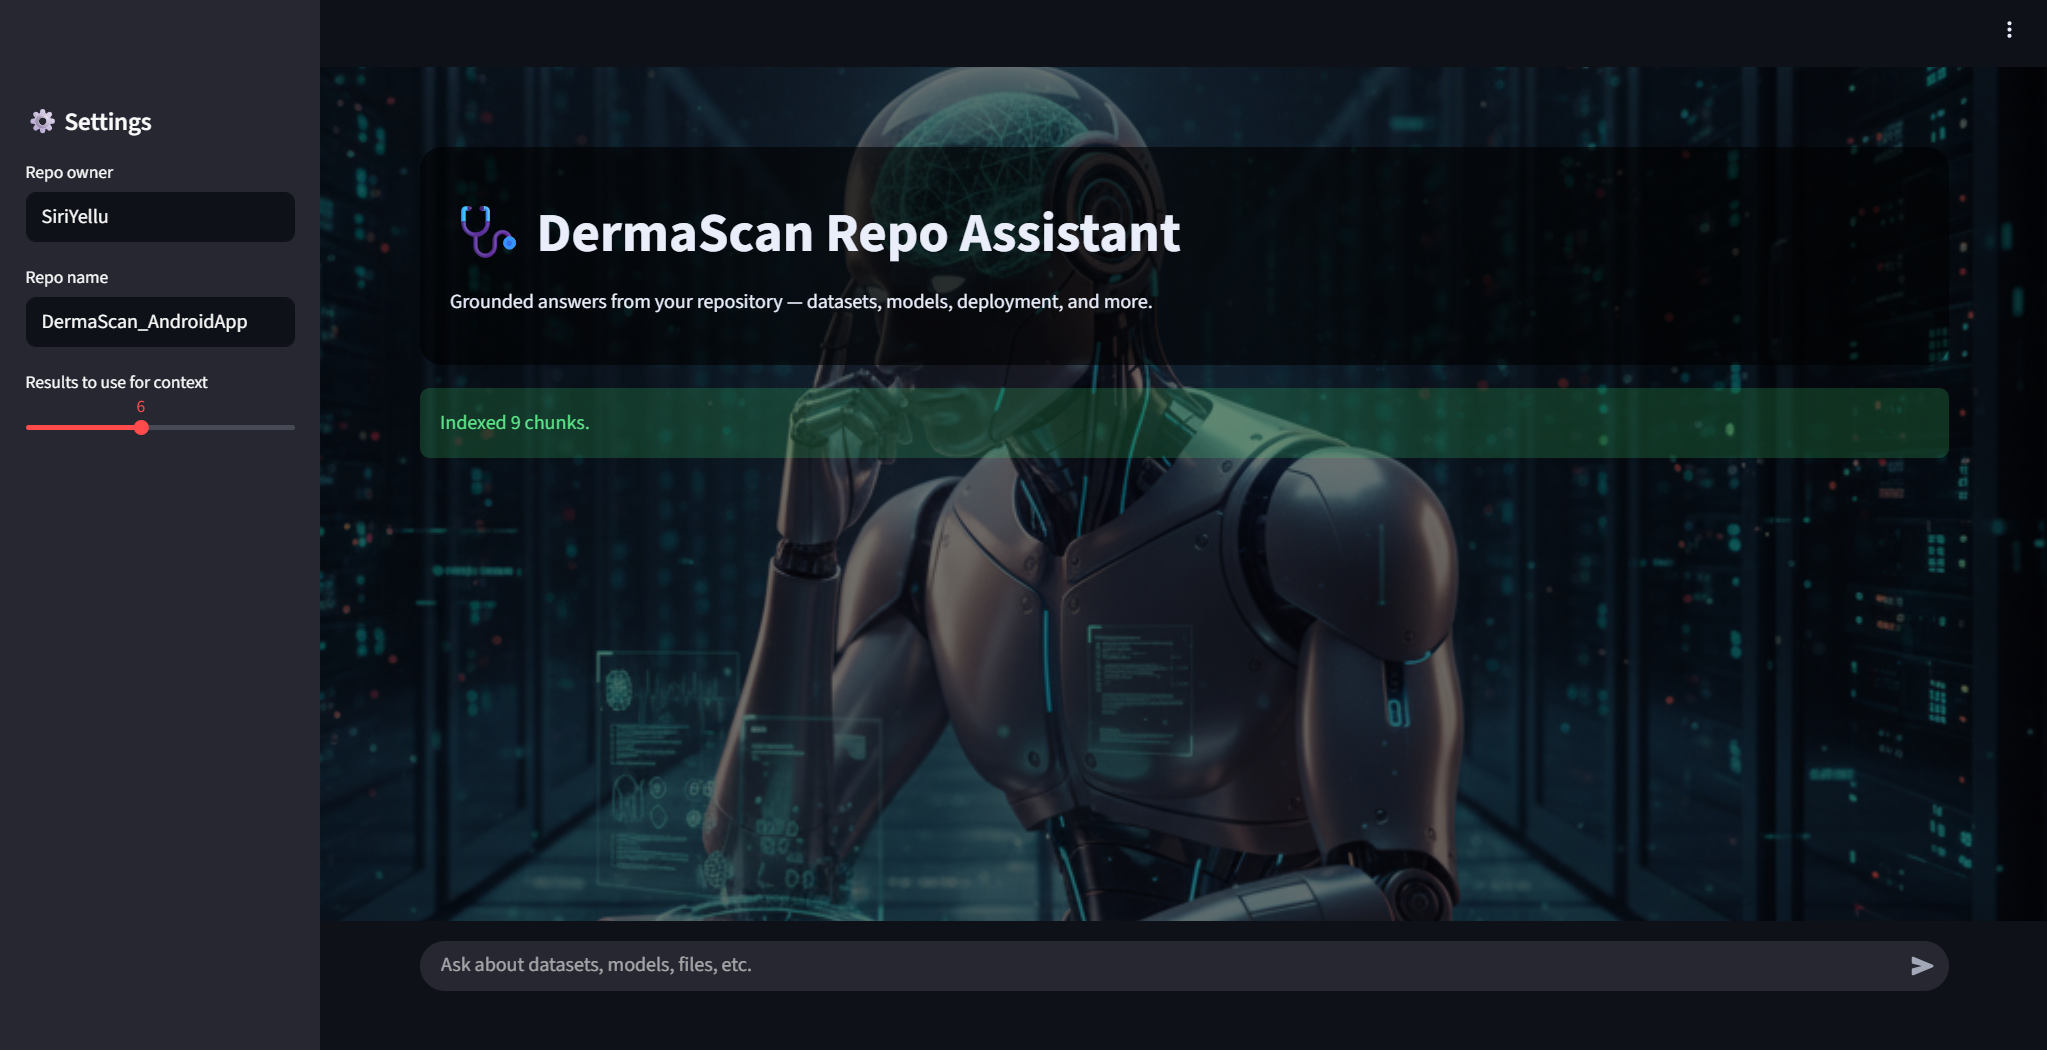 Settings
Repo owner
SiriYellu
Repo name
DermaScan_AndroidApp
Results to use for context
6
DermaScan Repo Assistant
Grounded answers from your repository — datasets, models, deployment, and more.
Indexed 9 chunks.
Ask about datasets, models, files, etc.